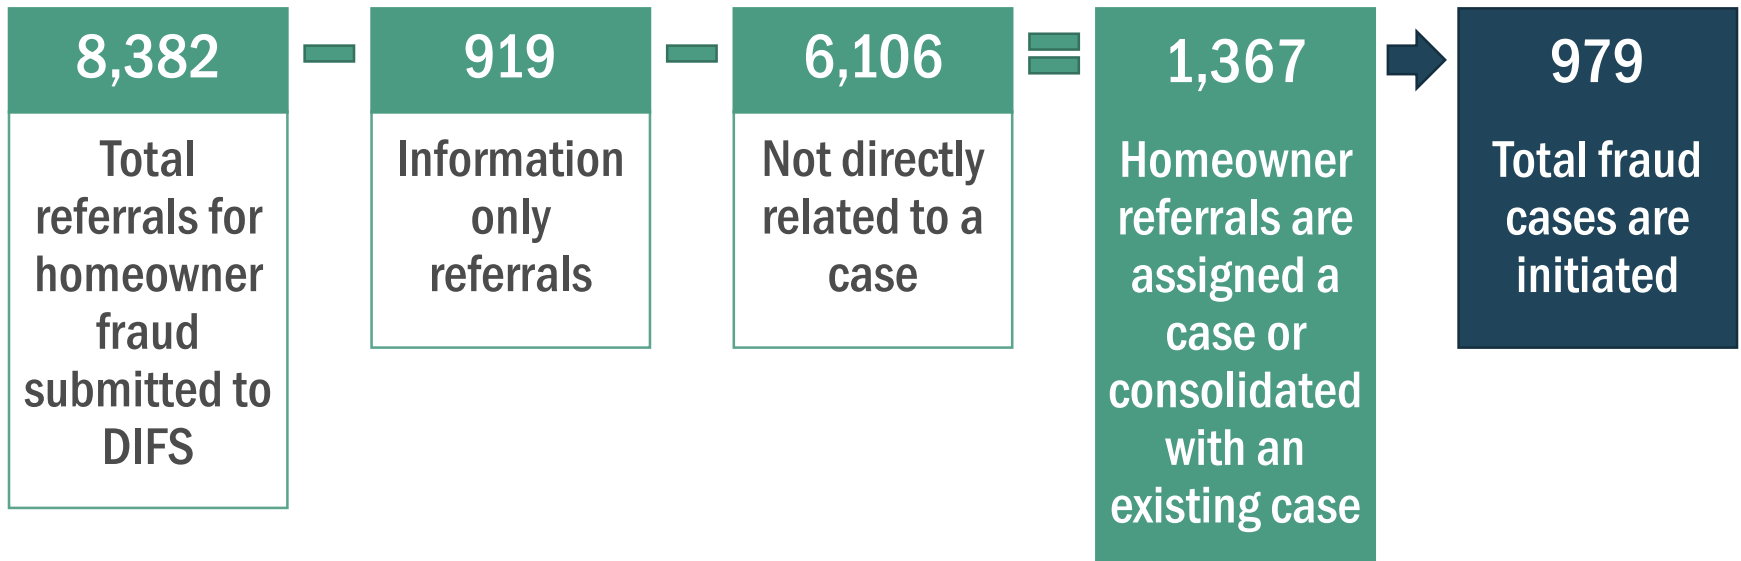 8,382
Total
referrals for
homeowner
fraud
submitted to
DIFS
919
Information
only
referrals
6,106
Not directly
related to a
case
1,367
Homeowner
referrals are
assigned a
case or
consolidated
with an
existing case
979
Total fraud
cases are
initiated